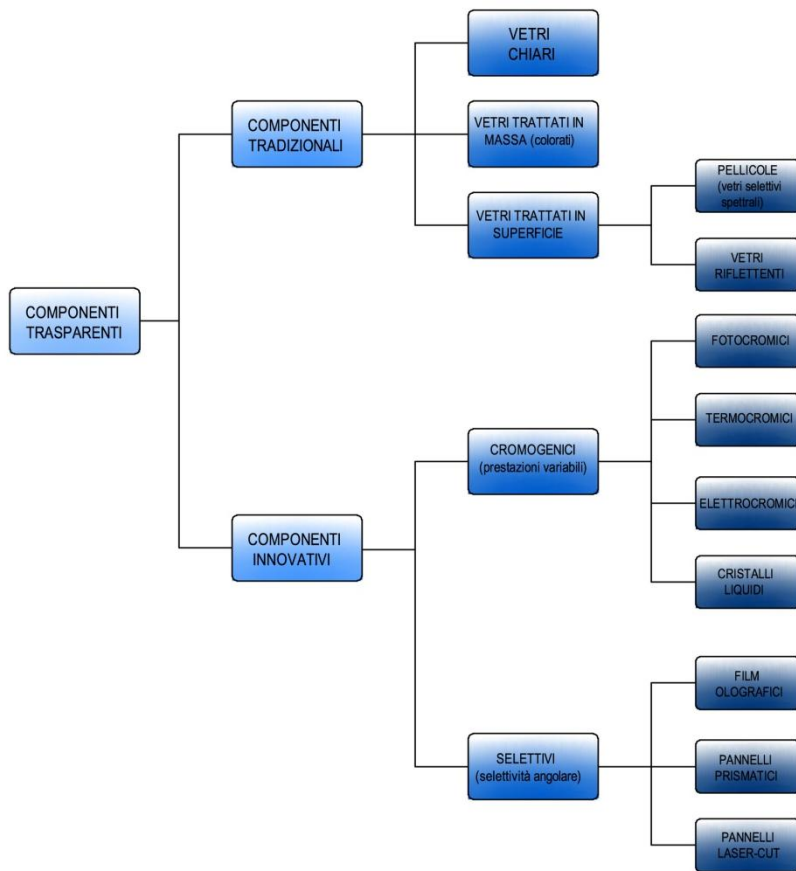 COMPONENTI
TRASPARENTI
COMPONENTI
TRADIZIONALI
VETRI
CHIARI
VETRI TRATTATI IN
MASSA (colorati)
VETRI TRATTATI IN
SUPERFICIE
PELLICOLE
(vetri selettivi
spettrali)
VETRI
RIFLETTENTI
COMPONENTI
INNOVATIVI
CROMOGENICI
(prestazioni variabili)
FOTOCROMICI
TERMOCROMICI
ELETTROCROMICI
CRISTALLI
LIQUIDI
SELETTIVI
(selettività angolare)
FILM
OLOGRAFICI
PANNELLI
PRISMATICI
PANNELLI
LASER-CUT